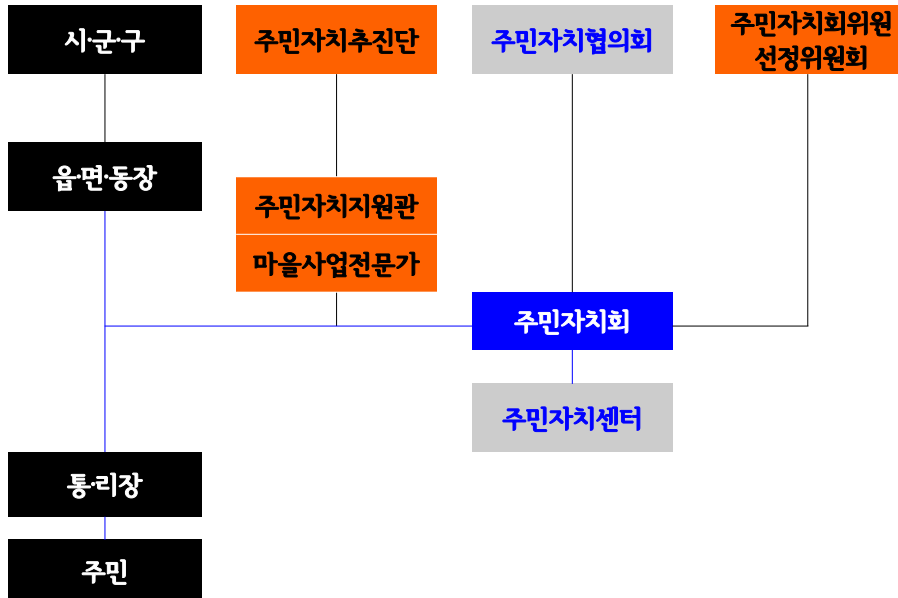 시·군·구
주민자치추진단
주민자치협의회
주민자치회위원
선정위원회
읍·면·동장
주민자치지원관
마을사업전문가
주민자치회
주민자치센터
통·리장
주민